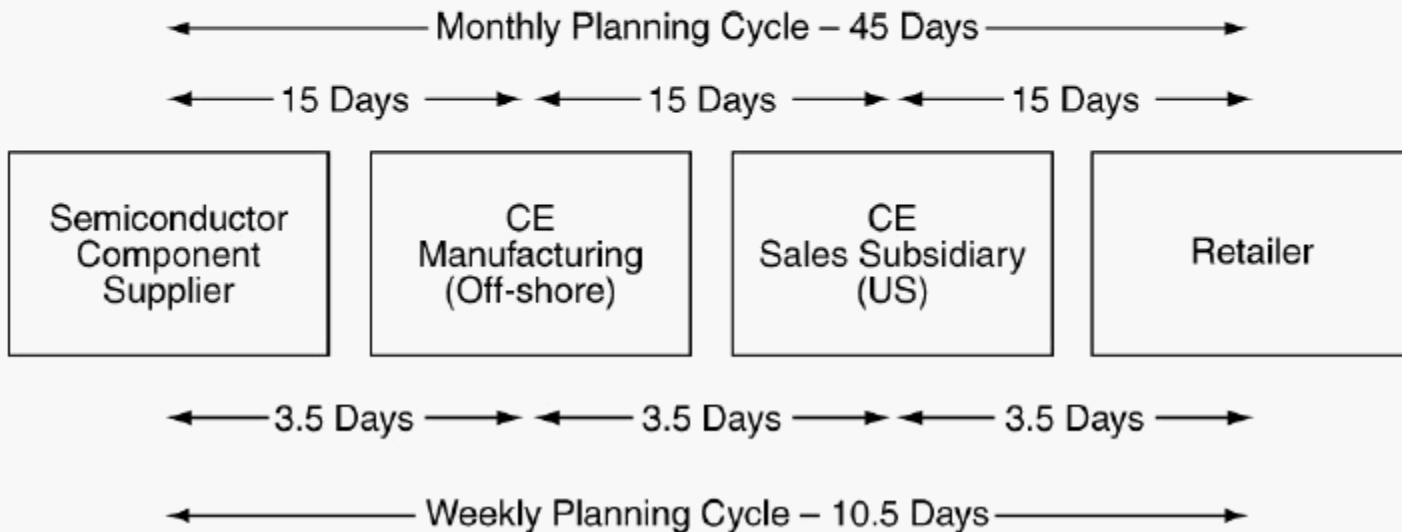 Monthly Planning Cycle – 45 Days
15 Days 15 Days 15 Days
Semiconductor
Component
Supplier
CE
Manufacturing
(Off-shore)
CE
Sales Subsidiary
(US)
Retailer
3.5 Days 3.5 Days 3.5 Days
Weekly Planning Cycle – 10.5 Days